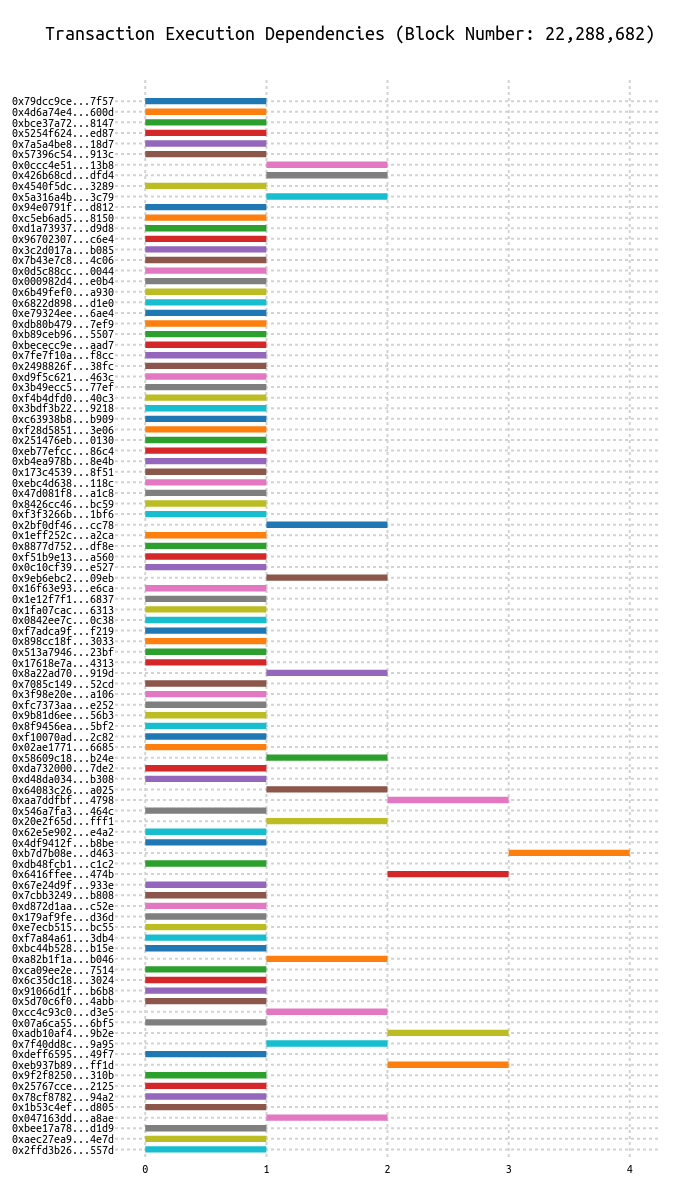 Transaction Execution Dependencies (Block Number: 22,288,682)
0x79dcc9ce...7f57
0x4d6a74e4...600d
0xbce37a72...8147
0x5254f624...ed87
0x7a5a4be8...18d7
0x57396c54...913c
0x0ccc4e51...13b8
0x426b68cd...dfd4
0x4540f5dc...3289
0x5a316a4b...3c79
0x94e0791f...d812
0xc5eb6ad5...8150
0xd1a73937...d9d8
0x96702307...c6e4
0x3c2d017a...b085
0x7b43e7c8...4c06
0x0d5c88cc...0044
0x000982d4...e0b4
0x6b49fef0...a930
0x6822d898...d1e0
0xe79324ee...6ae4
0xdb80b479...7ef9
0xb89ceb96...5507
0xbececc9e...aad7
0x7fe7f10a...f8cc
0x2498826f...38fc
0xd9f5c621...463c
0x3b49ecc5...77ef
0xf4b4dfd0...40c3
0x3bdf3b22...9218
0xc63938b8...b909
0xf28d5851...3e06
0x251476eb...0130
0xeb77efcc...86c4
0xb4ea978b...8e4b
0x173c4539...8f51
0xebc4d638...118c
0x47d081f8...a1c8
0x8426cc46...bc59
0xf3f3266b...1bf6
0x2bf0df46...cc78
0x1eff252c...a2ca
0x8877d752...df8e
0xf51b9e13...a560
0x0c10cf39...e527
0x9eb6ebc2...09eb
0x16f63e93...e6ca
0x1e12f7f1...6837
0x1fa07cac...6313
0x0842ee7c...0c38
0xf7adca9f...f219
0x898cc18f...3033
0x513a7946...23bf
0x17618e7a...4313
0x8a22ad70...919d
0x7085c149...52cd
0x3f98e20e...a106
0xfc7373aa...e252
0x9b81d6ee...56b3
0x8f9456ea...5bf2
0xf10070ad...2c82
0x02ae1771...6685
0x58609c18...b24e
0xda732000...7de2
0xd48da034...b308
0x64083c26...a025
0xaa7ddfbf...4798
0x546a7fa3...464c
0x20e2f65d...fff1
0x62e5e902...e4a2
0x4df9412f...b8be
0xb7d7b08e...d463
0xdb48fcb1...c1c2
0x6416ffee...474b
0x67e24d9f...933e
0x7cbb3249...b808
0xd872d1aa...c52e
0x179af9fe...d36d
0xe7ecb515...bc55
0xf7a84a61...3db4
0xbc44b528...b15e
0xa82b1f1a...b046
0xca09ee2e...7514
0x6c35dc18...3024
0x91066d1f...b6b8
0x5d70c6f0...4abb
0xcc4c93c0...d3e5
0x07a6ca55...6bf5
0xadb10af4...9b2e
0x7f40dd8c...9a95
0xdeff6595...49f7
0xeb937b89...ff1d
0x9f2f8250...310b
0x25767cce...2125
0x78cf8782...94a2
0x1b53c4ef...d805
0x047163dd...a8ae
0xbee17a78...d1d9
0xaec27ea9...4e7d
0x2ffd3b26...557d
0 1 2 3 4